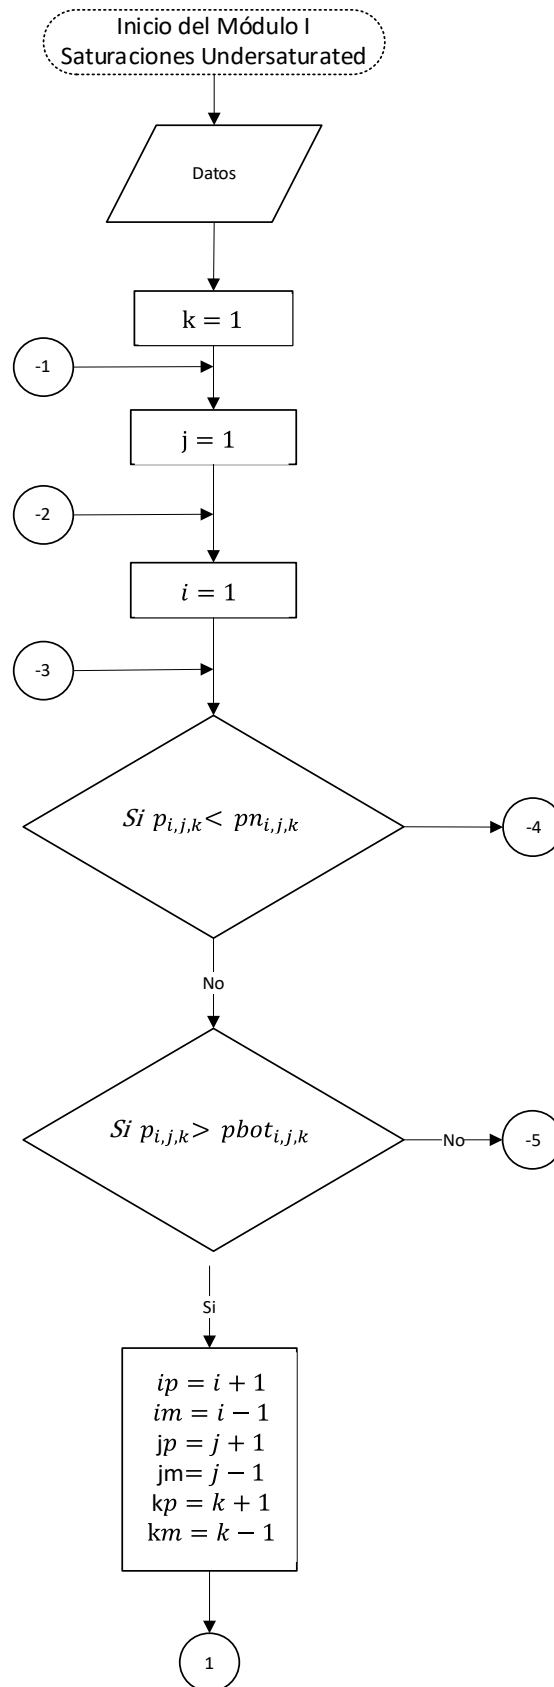 Inicio del Módulo I
Saturaciones Undersaturated
Datos
k = 1
-1
j = 1
-2
i = 1
-3
Si p_{i,j,k} < pn_{i,j,k}
-4
No
Si p_{i,j,k} > pbot_{i,j,k}
No
-5
Si
ip = i + 1
im = i − 1
jp = j + 1
jm= j − 1
kp = k + 1
km = k − 1
1